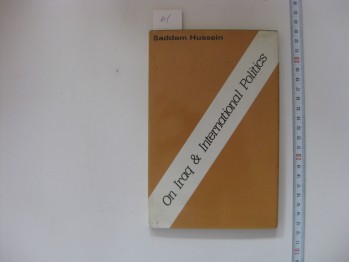 Saddam Hussein
On Iraq & International Politics